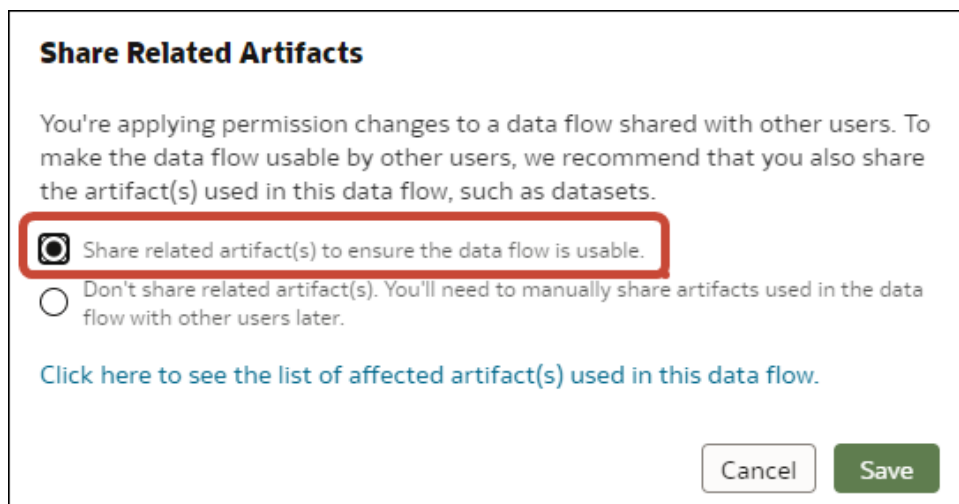 Share Related Artifacts
You're applying permission changes to a data flow shared with other users. To
make the data flow usable by other users, we recommend that you also share
the artifact(s) used in this data flow, such as datasets.
Share related artifact(s) to ensure the data flow is usable.
Don't share related artifact(s). You'll need to manually share artifacts used in the data
flow with other users later.
Click here to see the list of affected artifact(s) used in this data flow.
Cancel Save